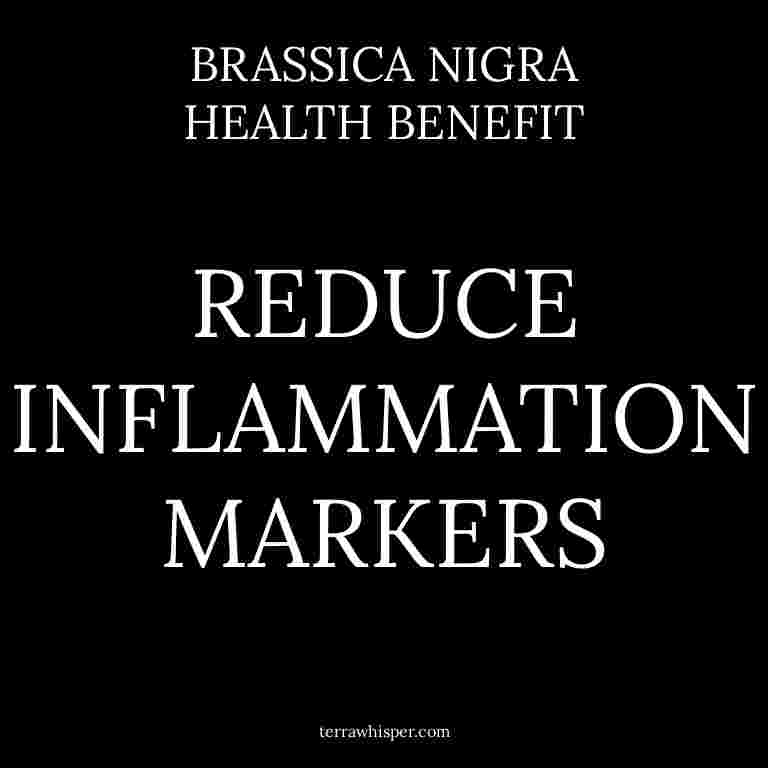 BRASSICA NIGRA
HEALTH BENEFIT
REDUCE
INFLAMMATION
MARKERS
terrawhisper.com